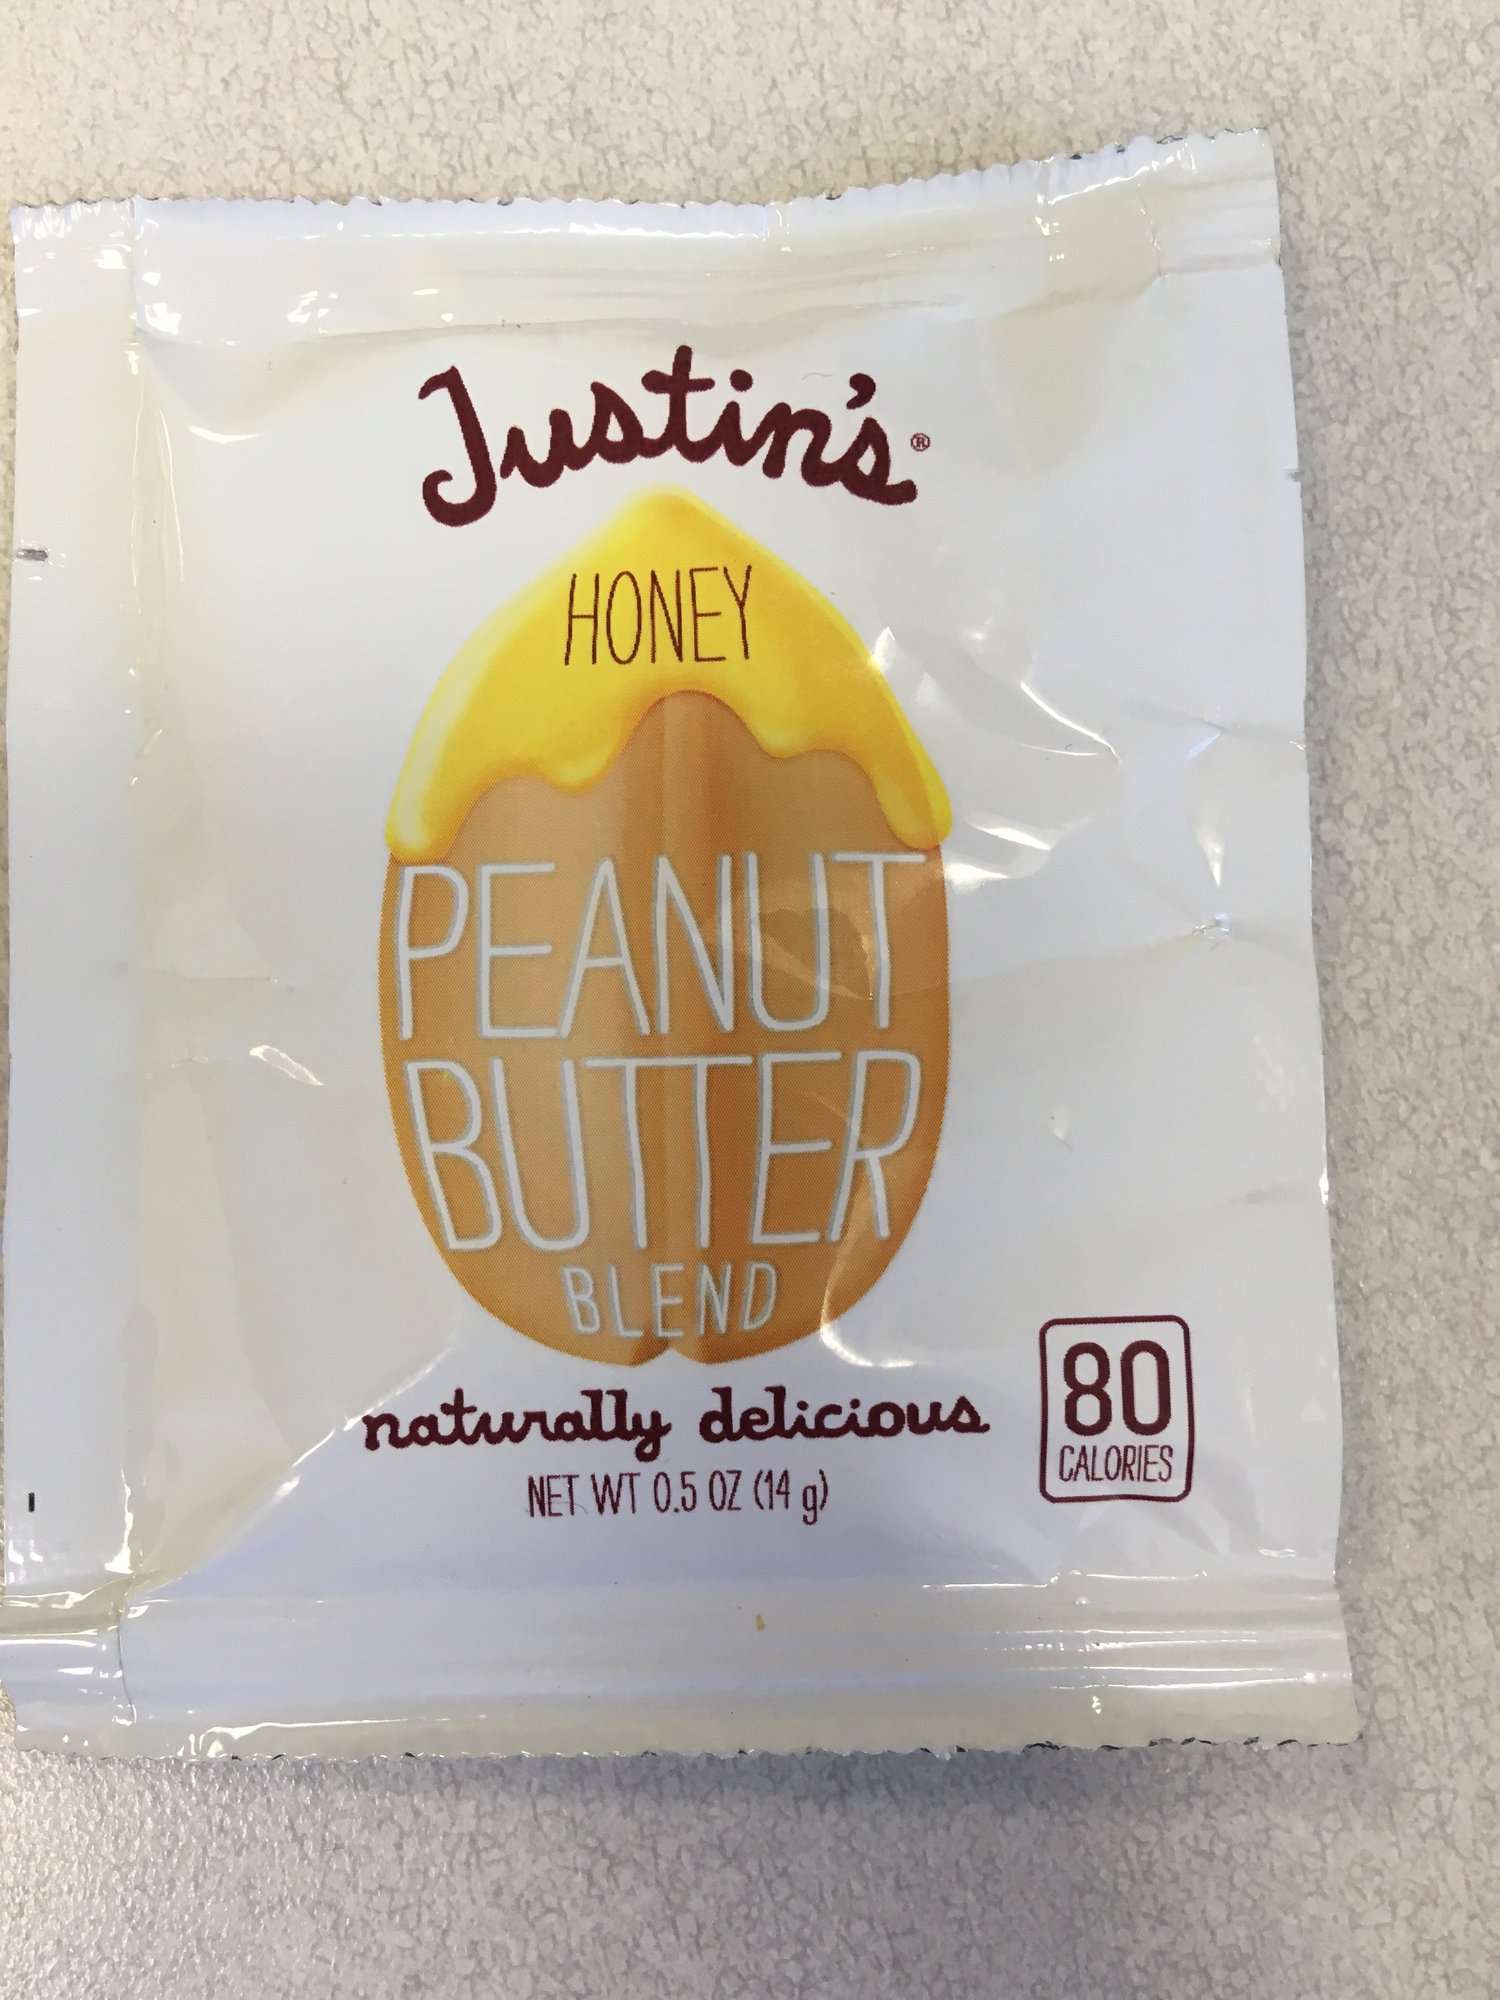 Justin's®
HONEY
PEANUT
BUTTER
BLEND
naturally delicious
NET WT 0.5 OZ (14 g)
80
CALORIES